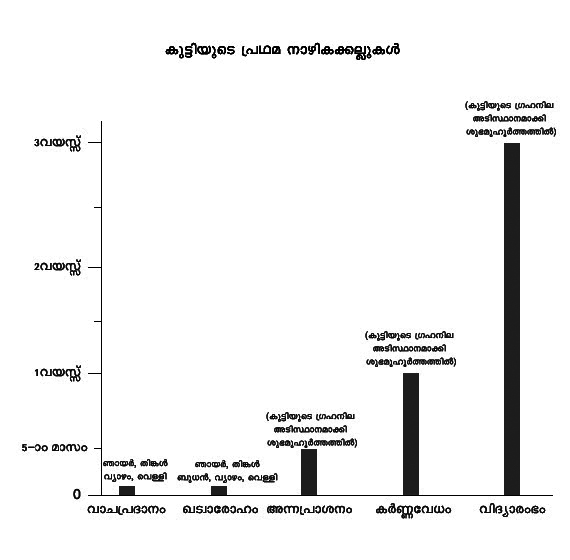 കുട്ടിയുടെ പ്രഥമ നാഴികക്കല്ലുകൾ
(കുട്ടിയുടെ ഗ്രഹനില
അടിസ്ഥാനമാക്കി
ശുഭമുഹൂർത്തത്തിൽ)
3വയസ്സ്
2വയസ്സ്
(കുട്ടിയുടെ ഗ്രഹനില
അടിസ്ഥാനമാക്കി
ശുഭമുഹൂർത്തത്തിൽ)
1വയസ്സ്
(കുട്ടിയുടെ ഗ്രഹനില
അടിസ്ഥാനമാക്കി
ശുഭമുഹൂർത്തത്തിൽ)
5-ാം മാസം
ഞായർ, തിങ്കൾ
വ്യാഴം, വെള്ളി
ഞായർ, തിങ്കൾ
ബുധൻ, വ്യാഴം, വെള്ളി
0
വാചപ്രദാനം ഖട്വാരോഹം അന്നപ്രാശനം കർണ്ണവേധം വിദ്യാരംഭം